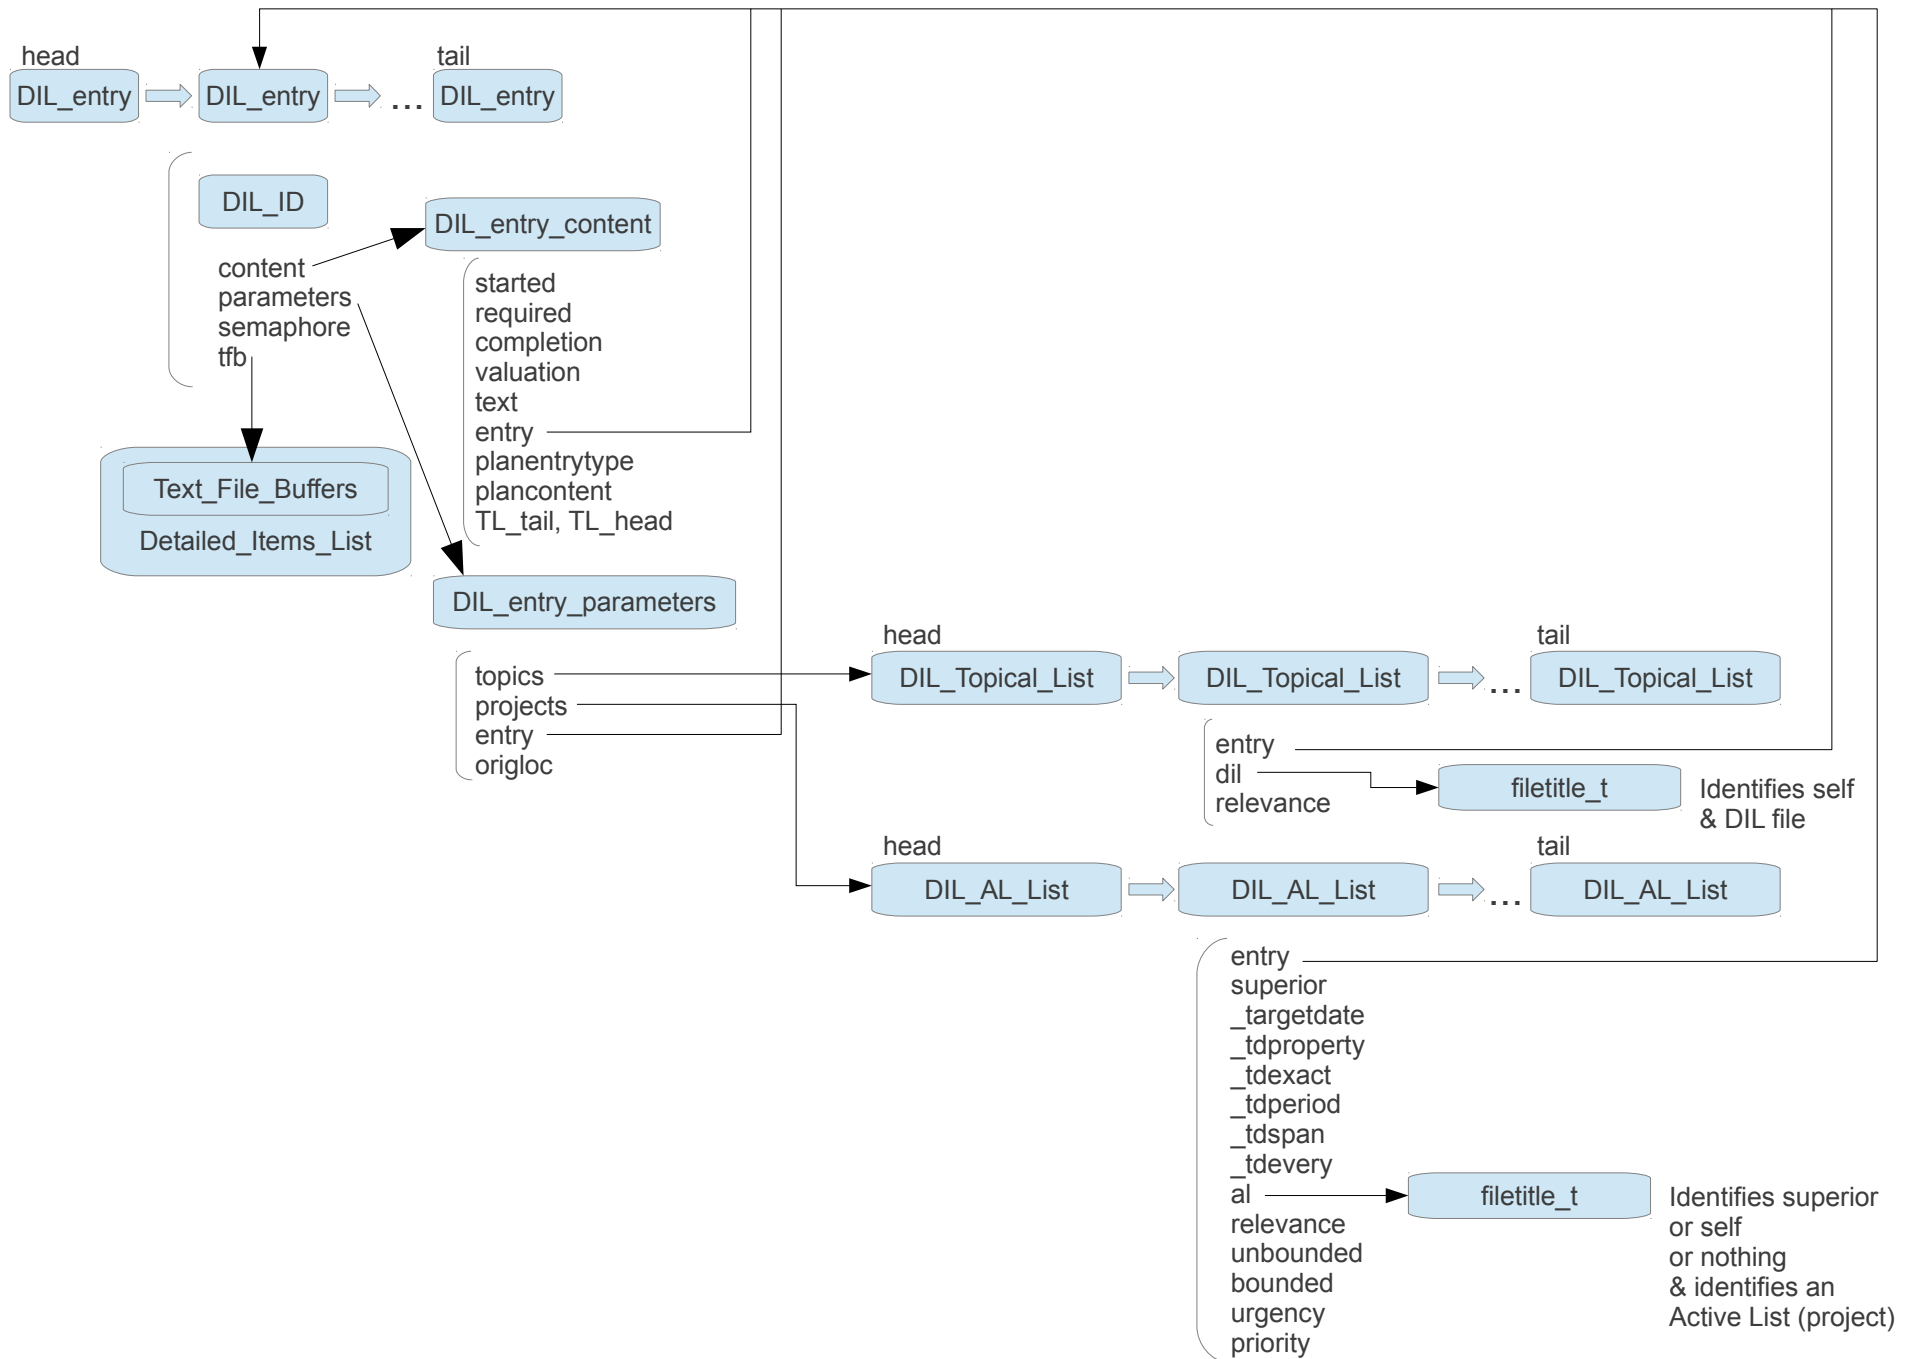 head
tail
DIL_entry
DIL_entry
...
DIL_entry
DIL_ID
content
parameters
semaphore
tfb
DIL_entry_content
started
required
completion
valuation
text
entry
planentrytype
plancontent
TL_tail, TL_head
Text_File_Buffers
Detailed_Items_List
DIL_entry_parameters
topics
projects
entry
origloc
head
tail
DIL_Topical_List
DIL_Topical_List
...
DIL_Topical_List
entry
dil
relevance
filetitle_t
Identifies self
& DIL file
head
tail
DIL_AL_List
DIL_AL_List
...
DIL_AL_List
entry
superior
_targetdate
_tdproperty
_tdexact
_tdperiod
_tdspan
_tdevery
al
relevance
unbounded
bounded
urgency
priority
filetitle_t
Identifies superior
or self
or nothing
& identifies an
Active List (project)